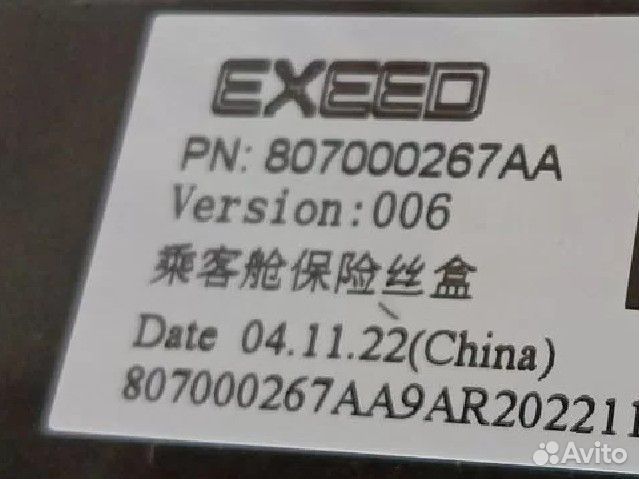 EXEED
PN: 807000267AA
Version:006
乘客舱保险丝盒
Date 04.11.22(China)
807000267AA9AR202211
Avito